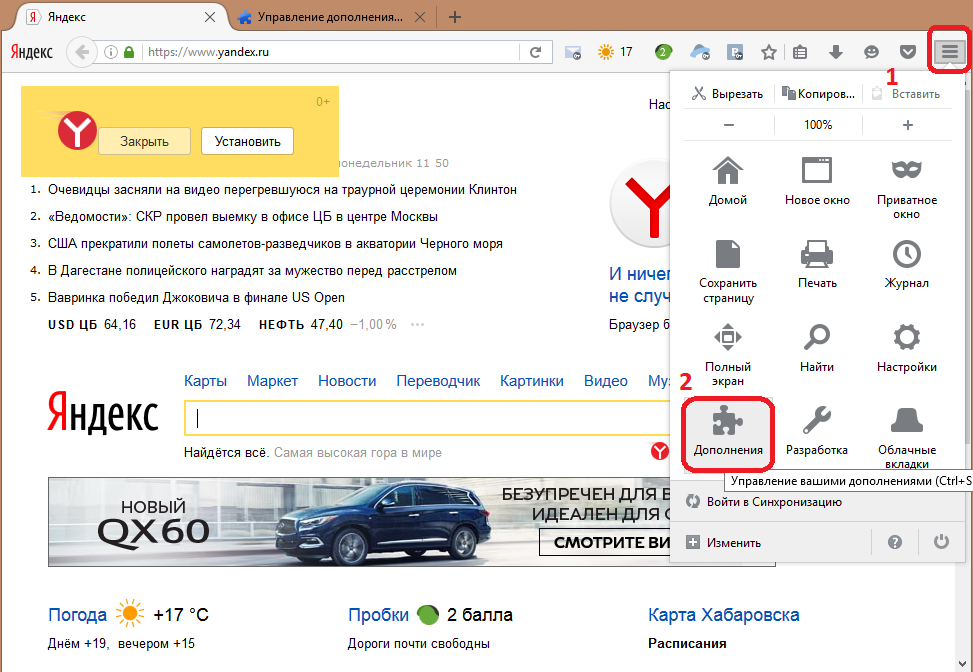 Яндекс
Управление дополнения...
Яндекс
https://www.yandex.ru
17
2
1
Вырезать
Копиров...
Вставить
0+
Закрыть
Установить
100%
онедельник 11 50
Нас
1. Очевидцы засняли на видео перегревшуюся на траурной церемонии Клинтон
2. «Ведомости»: СКР провел выемку в офисе ЦБ в центре Москвы
3. США прекратили полеты самолетов-разведчиков в акватории Черного моря
4. В Дагестане полицейского наградят за мужество перед расстрелом
5. Вавринка победил Джоковича в финале US Open
USD ЦБ 64,16 EUR ЦБ 72,34 НЕФТЬ 47,40 −1,00 % ···
И ничег
не случ
Браузер б
Домой
Новое окно
Приватное
окно
Сохранить
страницу
Печать
Журнал
Полный
экран
Найти
Настройки
2
Дополнения
Разработка
Облачные
вкладки
Управление вашими дополнениями (Ctrl+S
Войти в Синхронизацию
Изменить
Карты Маркет Новости Переводчик Картинки Видео Му
Яндекс
Найдётся всё. Самая высокая гора в мире
НОВЫЙ
QX60
БЕЗУПРЕЧЕН ДЛЯ В
ИДЕАЛЕН ДЛЯ С
СМОТРИТЕ ВИ
Погода +17 °C
Днём +19, вечером +15
Пробки 2 балла
Дороги почти свободны
Карта Хабаровска
Расписания